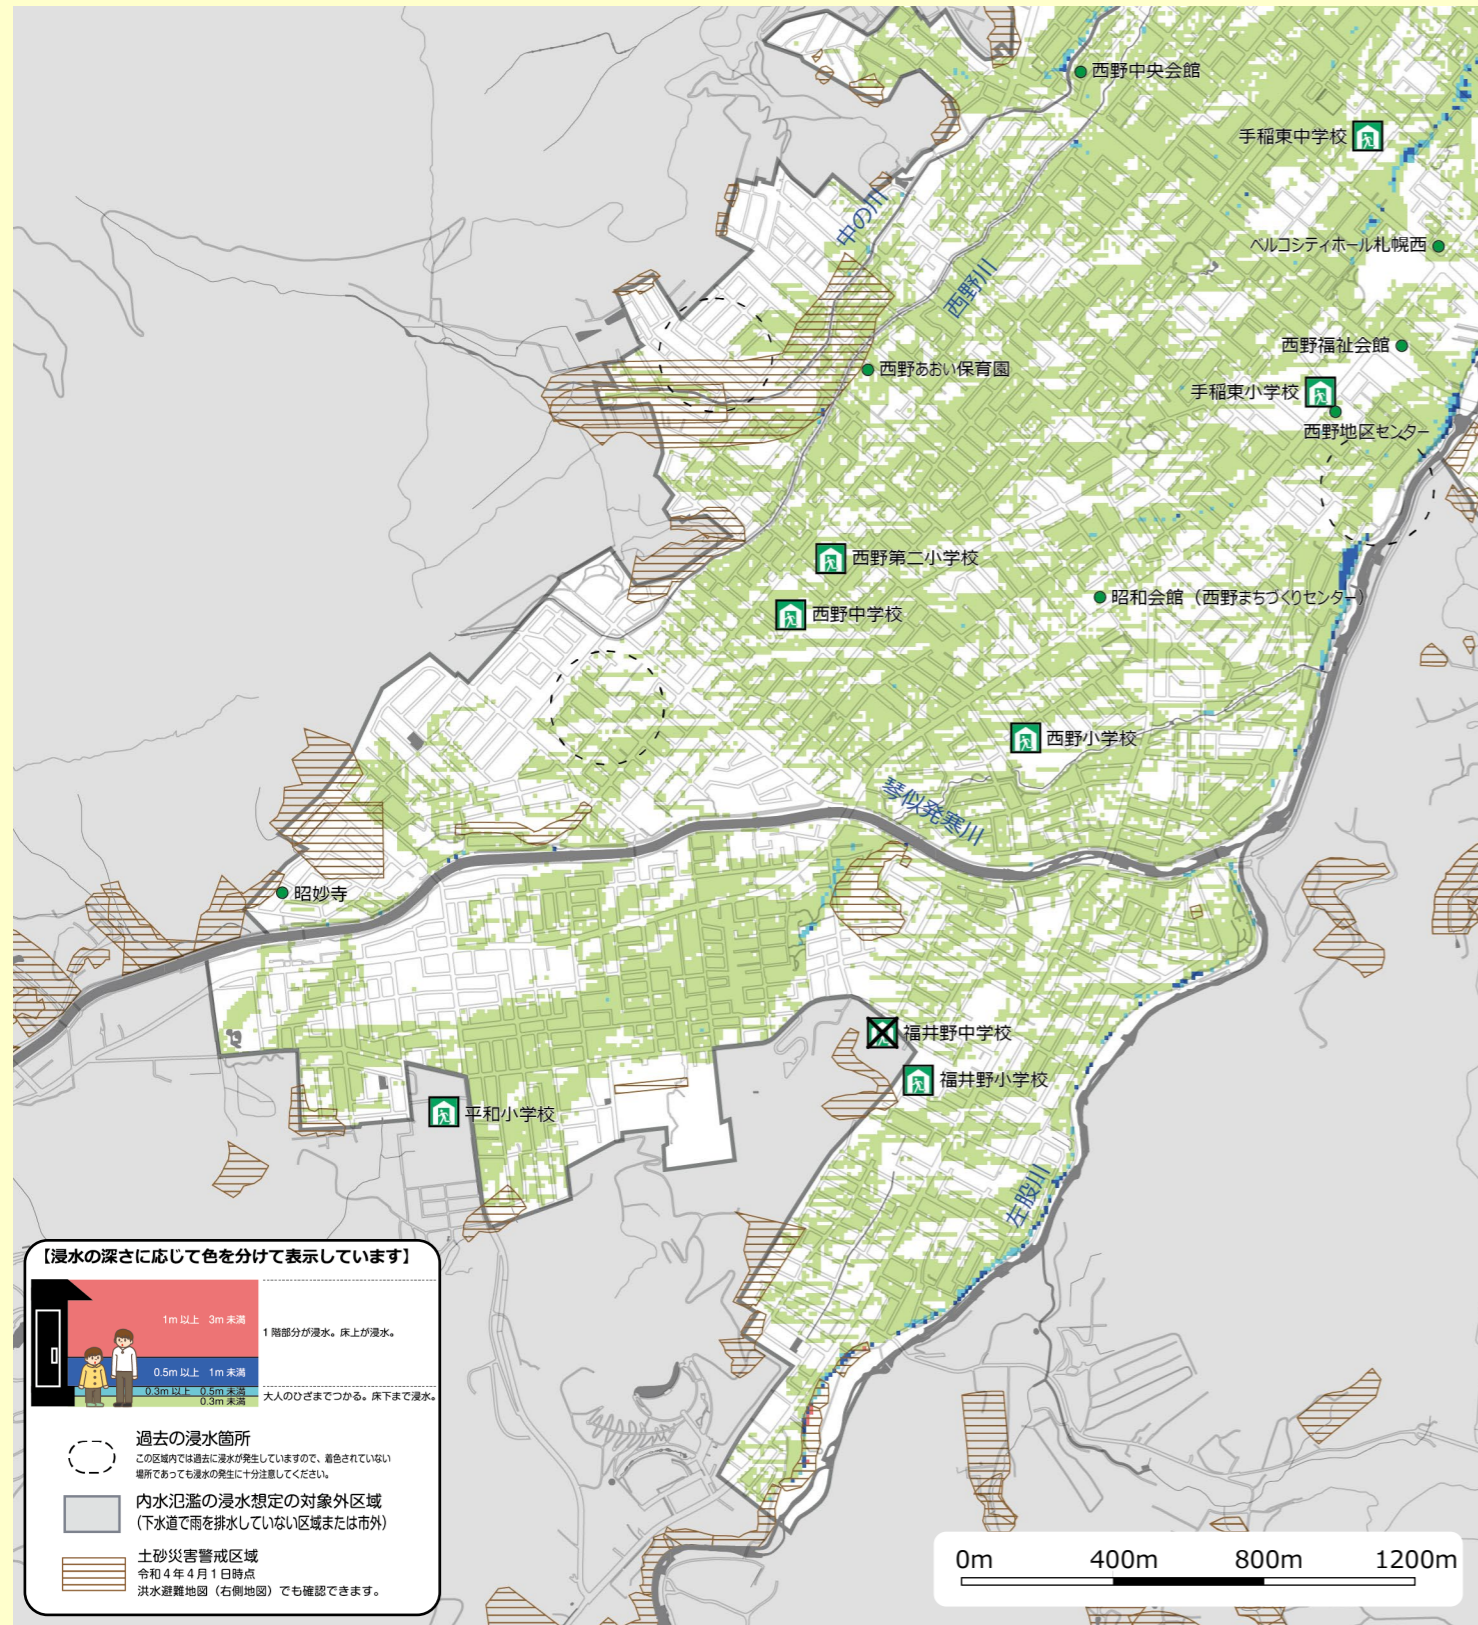 西野中央会館
手稲東中学校
中の川
ベルコシティホール札幌西
西野川
西野福祉会館
西野あおい保育園
手稲東小学校
西野地区センター
西野第二小学校
昭和会館（西野まちづくりセンター）
西野中学校
西野小学校
琴似発寒川
昭妙寺
福井野中学校
福井野小学校
平和小学校
左股川
【浸水の深さに応じて色を分けて表示しています】
1m 以上 3m 未満
1 階部分が浸水。床上が浸水。
0.5m 以上 1m 未満
0.3m 以上 0.5m 未満
0.3m 未満
大人のひざまでつかる。床下まで浸水。
過去の浸水箇所
この区域内では過去に浸水が発生していますので、着色されていない
場所であっても浸水の発生に十分注意してください。
内水氾濫の浸水想定の対象外区域
（下水道で雨を排水していない区域または市外）
土砂災害警戒区域
令和４年４月１日時点
洪水避難地図（右側地図）でも確認できます。
0m 400m 800m 1200m